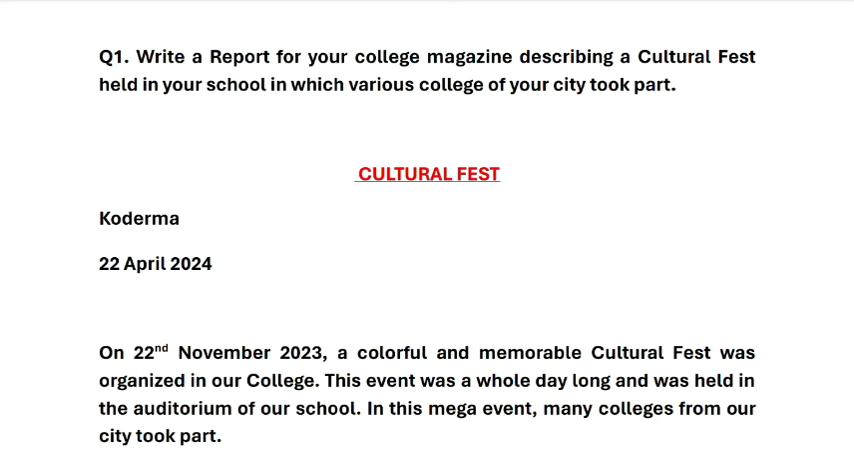 Q1. Write a Report for your college magazine describing a Cultural Fest
held in your school in which various college of your city took part.
CULTURAL FEST
Koderma
22 April 2024
On 22nd November 2023, a colorful and memorable Cultural Fest was
organized in our College. This event was a whole day long and was held in
the auditorium of our school. In this mega event, many colleges from our
city took part.